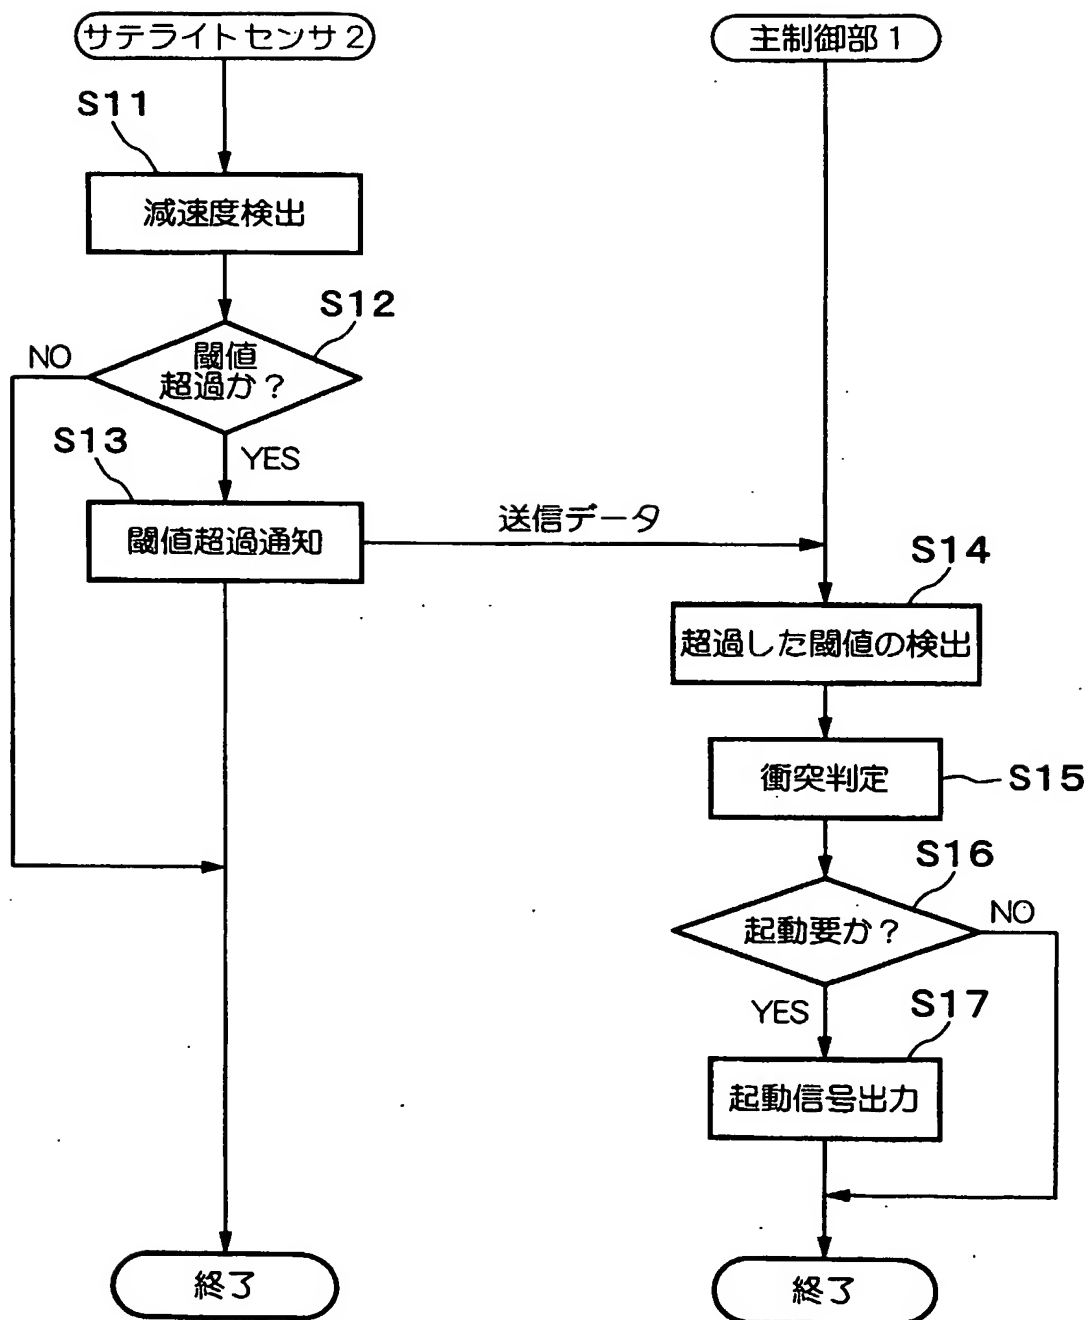 サテライトセンサ2
主制御部1
S11
減速度検出
S12
NO
閾値
超過か?
S13
YES
閾値超過通知
送信データ
S14
超過した閾値の検出
衝突判定
S15
S16
起動要か?
NO
YES
S17
起動信号出力
終了
終了